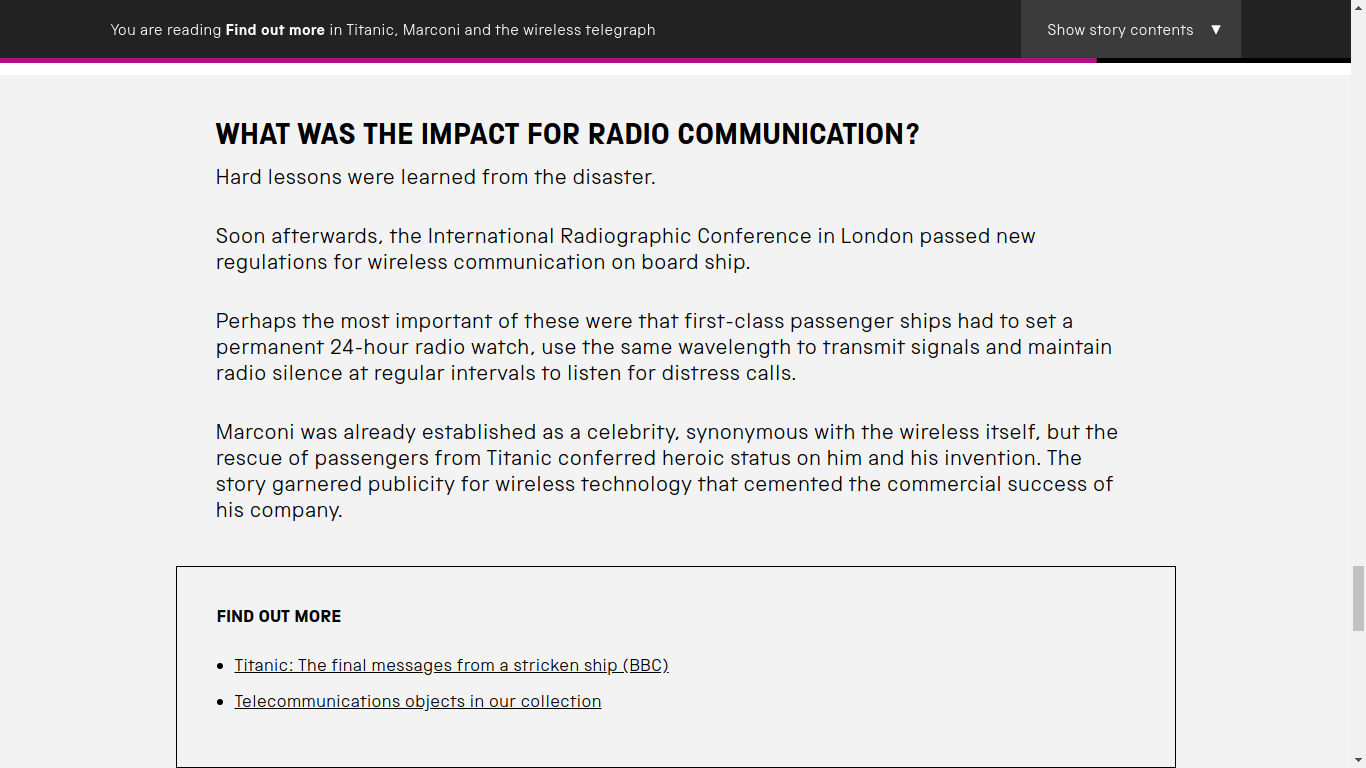 You are reading Find out more in Titanic, Marconi and the wireless telegraph
Show story contents ▼
WHAT WAS THE IMPACT FOR RADIO COMMUNICATION?
Hard lessons were learned from the disaster.
Soon afterwards, the International Radiographic Conference in London passed new
regulations for wireless communication on board ship.
Perhaps the most important of these were that first-class passenger ships had to set a
permanent 24-hour radio watch, use the same wavelength to transmit signals and maintain
radio silence at regular intervals to listen for distress calls.
Marconi was already established as a celebrity, synonymous with the wireless itself, but the
rescue of passengers from Titanic conferred heroic status on him and his invention. The
story garnered publicity for wireless technology that cemented the commercial success of
his company.
FIND OUT MORE
• Titanic: The final messages from a stricken ship (BBC)
• Telecommunications objects in our collection